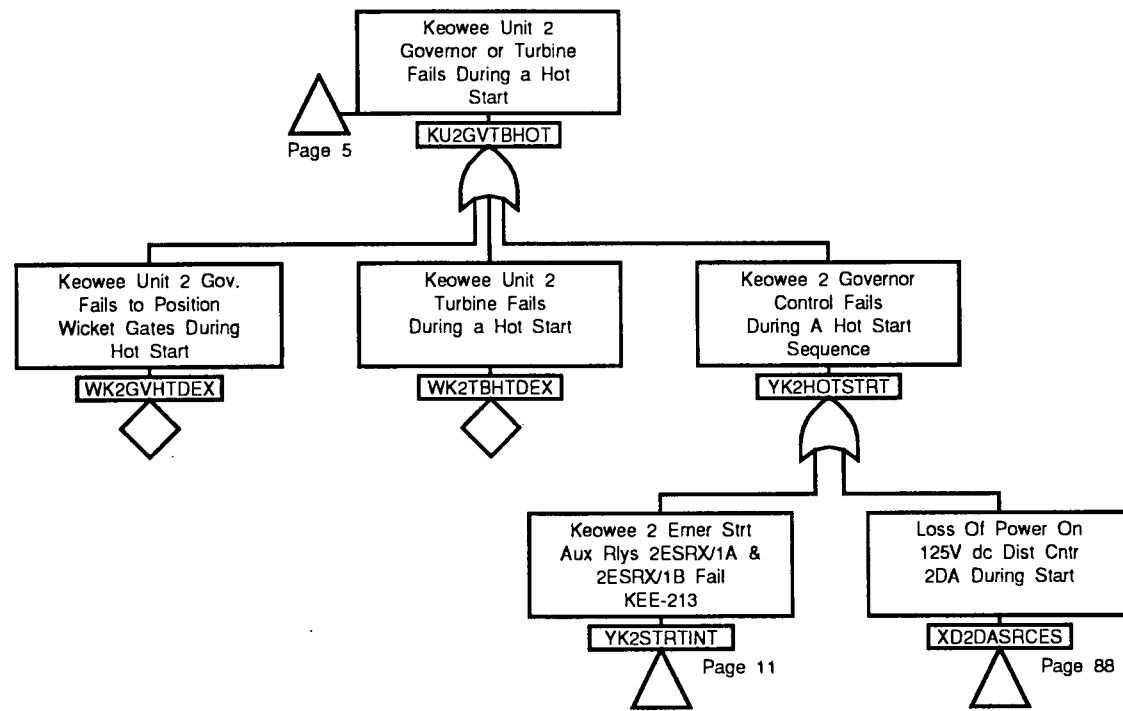 Keowee Unit 2
Governor or Turbine
Fails During a Hot
Start
Page 5
KU2GVTBHOT
Keowee Unit 2 Gov.
Fails to Position
Wicket Gates During
Hot Start
WK2GVHTDEX
Keowee Unit 2
Turbine Fails
During a Hot Start
WK2TBHTDEX
Keowee 2 Governor
Control Fails
During A Hot Start
Sequence
YK2HOTSTRT
Keowee 2 Emer Strt
Aux Rlys 2ESRX/1A &
2ESRX/1B Fail
KEE-213
YK2STRTINT
Page 11
Loss Of Power On
125V dc Dist Cntr
2DA During Start
XD2DASRCES
Page 88